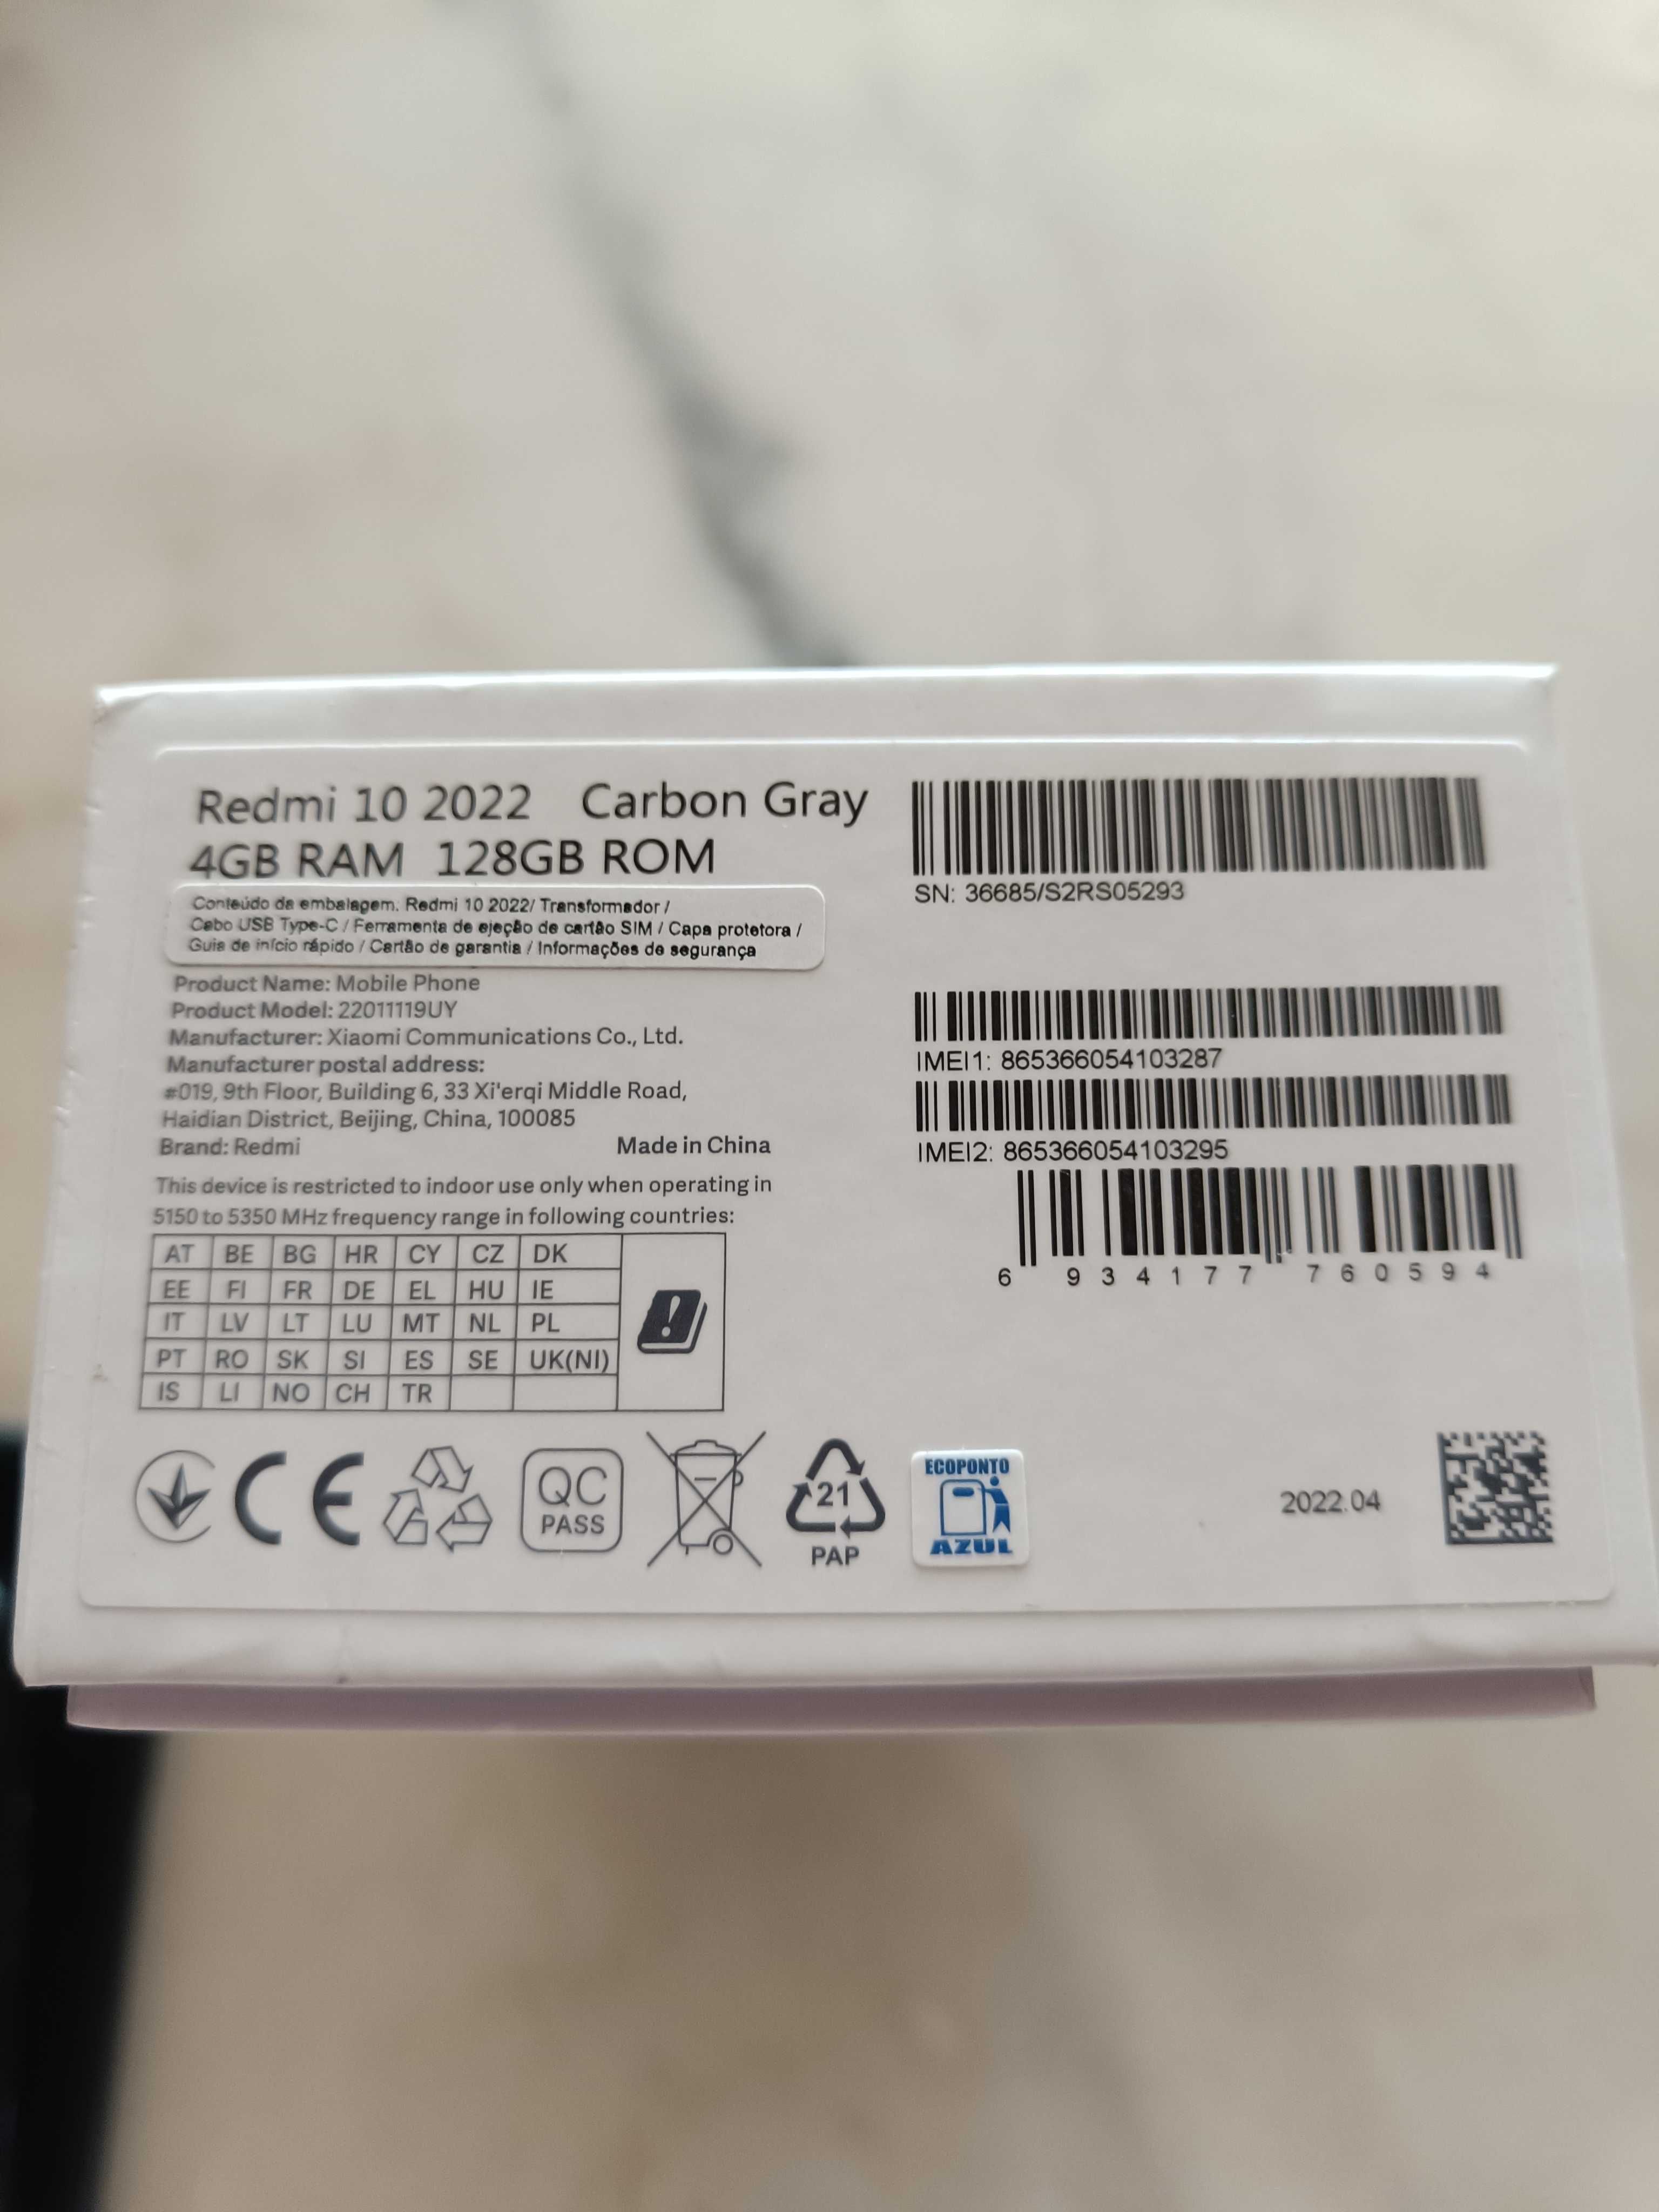 Redmi 10 2022 Carbon Gray
4GB RAM 128GB ROM
Conteúdo da embalagem. Redmi 10 2022/ Transformador /
Cabo USB Type-C / Ferramenta de ejeção de cartão SIM / Capa protetora /
Guia de início rápido / Cartão de garantia / Informações de segurança
Product Name: Mobile Phone
Product Model: 22011119UY
Manufacturer: Xiaomi Communications Co., Ltd.
Manufacturer postal address:
#019, 9th Floor, Building 6, 33 Xi'erqi Middle Road,
Haidian District, Beijing, China, 100085
Brand: Redmi Made in China
This device is restricted to indoor use only when operating in
5150 to 5350 MHz frequency range in following countries:
AT BE BG HR CY CZ DK
EE FI FR DE EL HU IE
IT LV LT LU MT NL PL
PT RO SK SI ES SE UK(NI)
IS LI NO CH TR
SN: 36685/S2RS05293
IMEI1: 865366054103287
IMEI2: 865366054103295
6 934177 760594
CE
QC
PASS
21
PAP
ECOPONTO
AZUL
2022.04